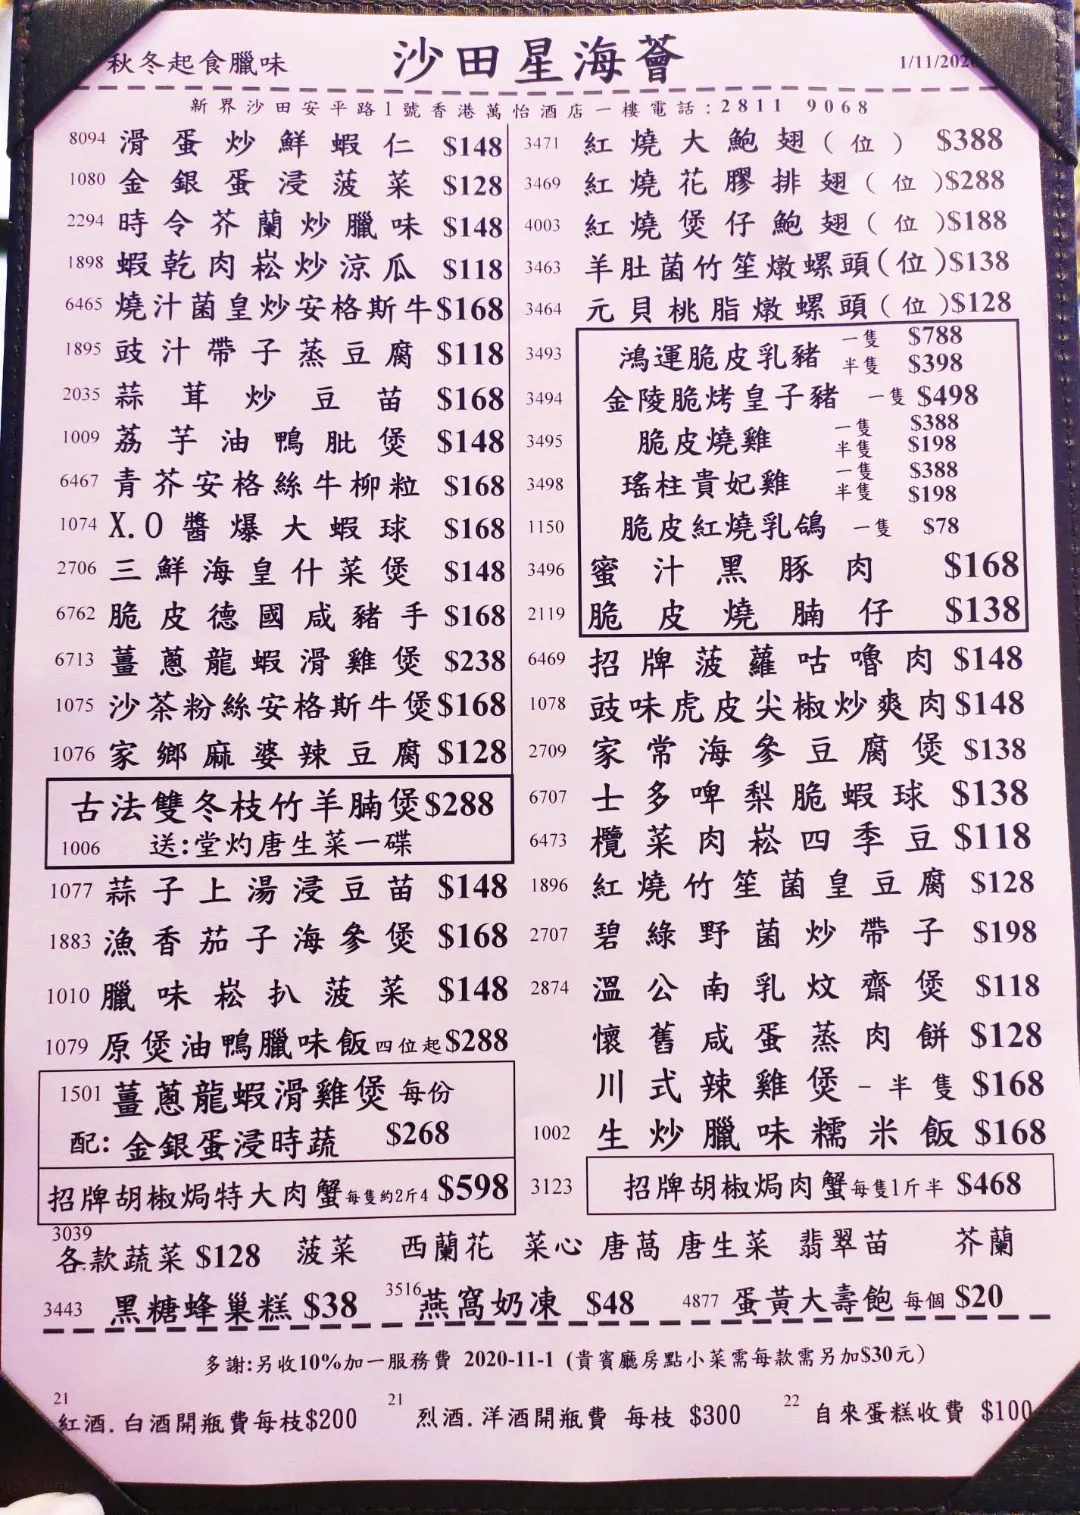 秋冬起食臘味
沙田星海薈
1/11/202
新界沙田安平路1號香港萬怡酒店一樓電話:2811 9068
8094 滑蛋炒鮮蝦仁 $148
1080 金銀蛋浸菠菜 $128
2294 時令芥蘭炒臘味 $148
1898 蝦乾肉崧炒涼瓜 $118
6465 燒汁菌皇炒安格斯牛 $168
1895 豉汁帶子蒸豆腐 $118
2035 蒜茸炒豆苗 $168
1009 荔芋油鴨肶煲 $148
6467 青芥安格絲牛柳粒 $168
1074 X.O醬爆大蝦球 $168
2706 三鮮海皇什菜煲 $148
6762 脆皮德國咸豬手 $168
6713 薑蔥龍蝦滑雞煲 $238
1075 沙茶粉絲安格斯牛煲 $168
1076 家鄉麻婆辣豆腐 $128
古法雙冬枝竹羊腩煲 $288
1006 送:堂灼唐生菜一碟
1077 蒜子上湯浸豆苗 $148
1883 漁香茄子海參煲 $168
1010 臘味崧扒菠菜 $148
1079 原煲油鴨臘味飯 四位起 $288
1501 薑蔥龍蝦滑雞煲 每份
配: 金銀蛋浸時蔬 $268
招牌胡椒焗特大肉蟹 每隻約2斤4 $598
3471 紅燒大鮑翅(位) $388
3469 紅燒花膠排翅(位) $288
4003 紅燒煲仔鮑翅(位) $188
3463 羊肚菌竹笙燉螺頭(位) $138
3464 元貝桃脂燉螺頭(位) $128
3493 鴻運脆皮乳豬 一隻 $788
半隻 $398
3494 金陵脆烤皇子豬 一隻 $498
3495 脆皮燒雞 一隻 $388
半隻 $198
3498 瑤柱貴妃雞 一隻 $388
半隻 $198
1150 脆皮紅燒乳鴿 一隻 $78
3496 蜜汁黑豚肉 $168
2119 脆皮燒腩仔 $138
6469 招牌菠蘿咕嚕肉 $148
1078 豉味虎皮尖椒炒爽肉 $148
2709 家常海參豆腐煲 $138
6707 士多啤梨脆蝦球 $138
6473 欖菜肉崧四季豆 $118
1896 紅燒竹笙菌皇豆腐 $128
2707 碧綠野菌炒帶子 $198
2874 溫公南乳炆齋煲 $118
懷舊咸蛋蒸肉餅 $128
川式辣雞煲 - 半隻 $168
1002 生炒臘味糯米飯 $168
3123 招牌胡椒焗肉蟹 每隻1斤半 $468
3039
各款蔬菜 $128 菠菜 西蘭花 菜心 唐萵 唐生菜 翡翠苗 芥蘭
3443 黑糖蜂巢糕 $38 3516 燕窩奶凍 $48 4877 蛋黃大壽飽 每個 $20
多謝:另收10%加一服務費 2020-11-1 (貴賓廳房點小菜需每款需另加$30元)
21 紅酒.白酒開瓶費每枝$200 21 烈酒.洋酒開瓶費 每枝 $300 22 自來蛋糕收費 $100